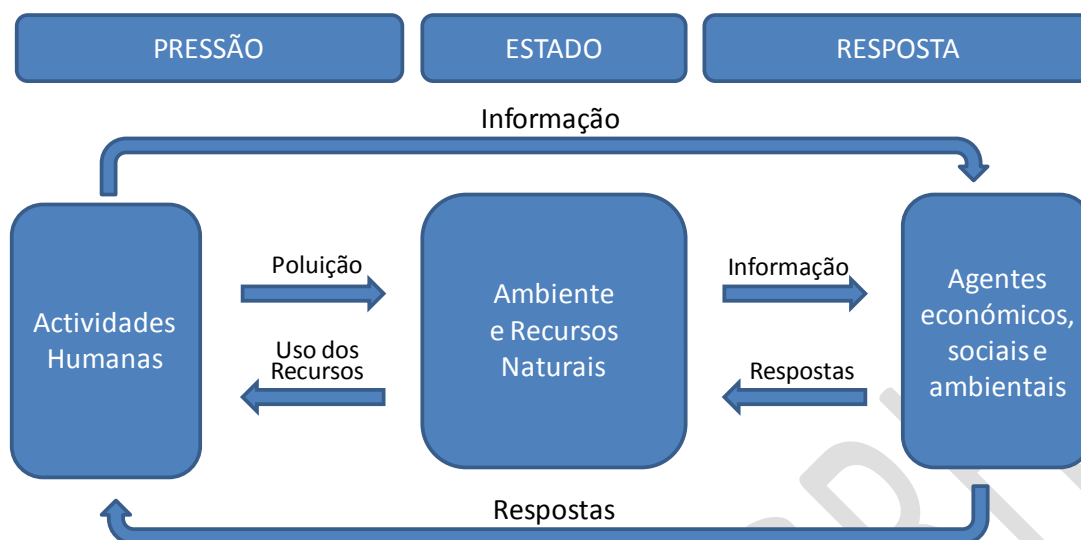 PRESSÃO
ESTADO
RESPOSTA
Informação
Actividades
Humanas
Poluição
Uso dos
Recursos
Ambiente
e Recursos
Naturais
Informação
Respostas
Agentes
económicos,
sociais e
ambientais
Respostas